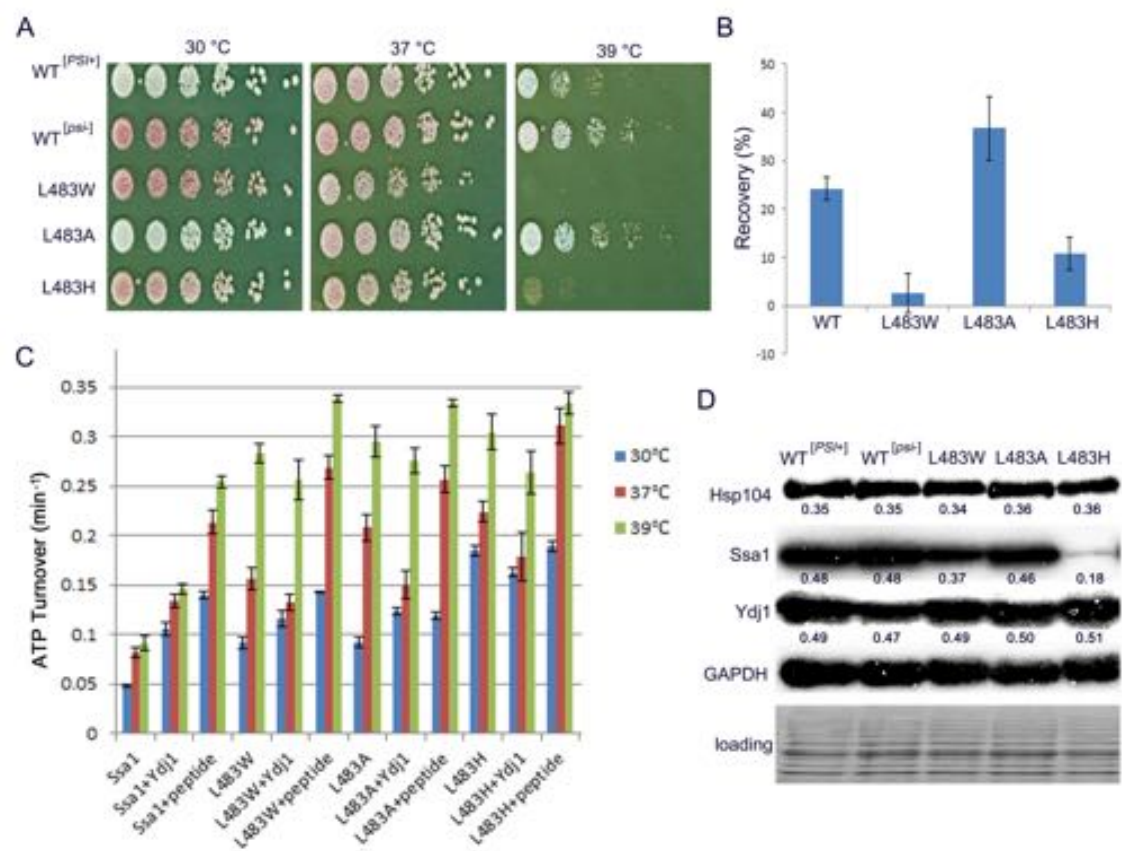 A
30 °C
37 °C
39 °C
WT [PSI+]
WT [psi-]
L483W
L483A
L483H
B
Recovery (%)
50
40
30
20
10
0
-10
WT
L483W
L483A
L483H
C
ATP Turnover (min-1)
0.35
0.3
0.25
0.2
0.15
0.1
0.05
0
30°C
37°C
39°C
Ssa1
Ssa1+Ydj1
Ssa1+peptide
L483W
L483W+Ydj1
L483W+peptide
L483A
L483A+Ydj1
L483A+peptide
L483H
L483H+Ydj1
L483H+peptide
D
WT [PSI+] WT [psi-] L483W L483A L483H
Hsp104
0.35 0.35 0.34 0.36 0.36
Ssa1
0.48 0.48 0.37 0.46 0.18
Ydj1
0.49 0.47 0.49 0.50 0.51
GAPDH
loading